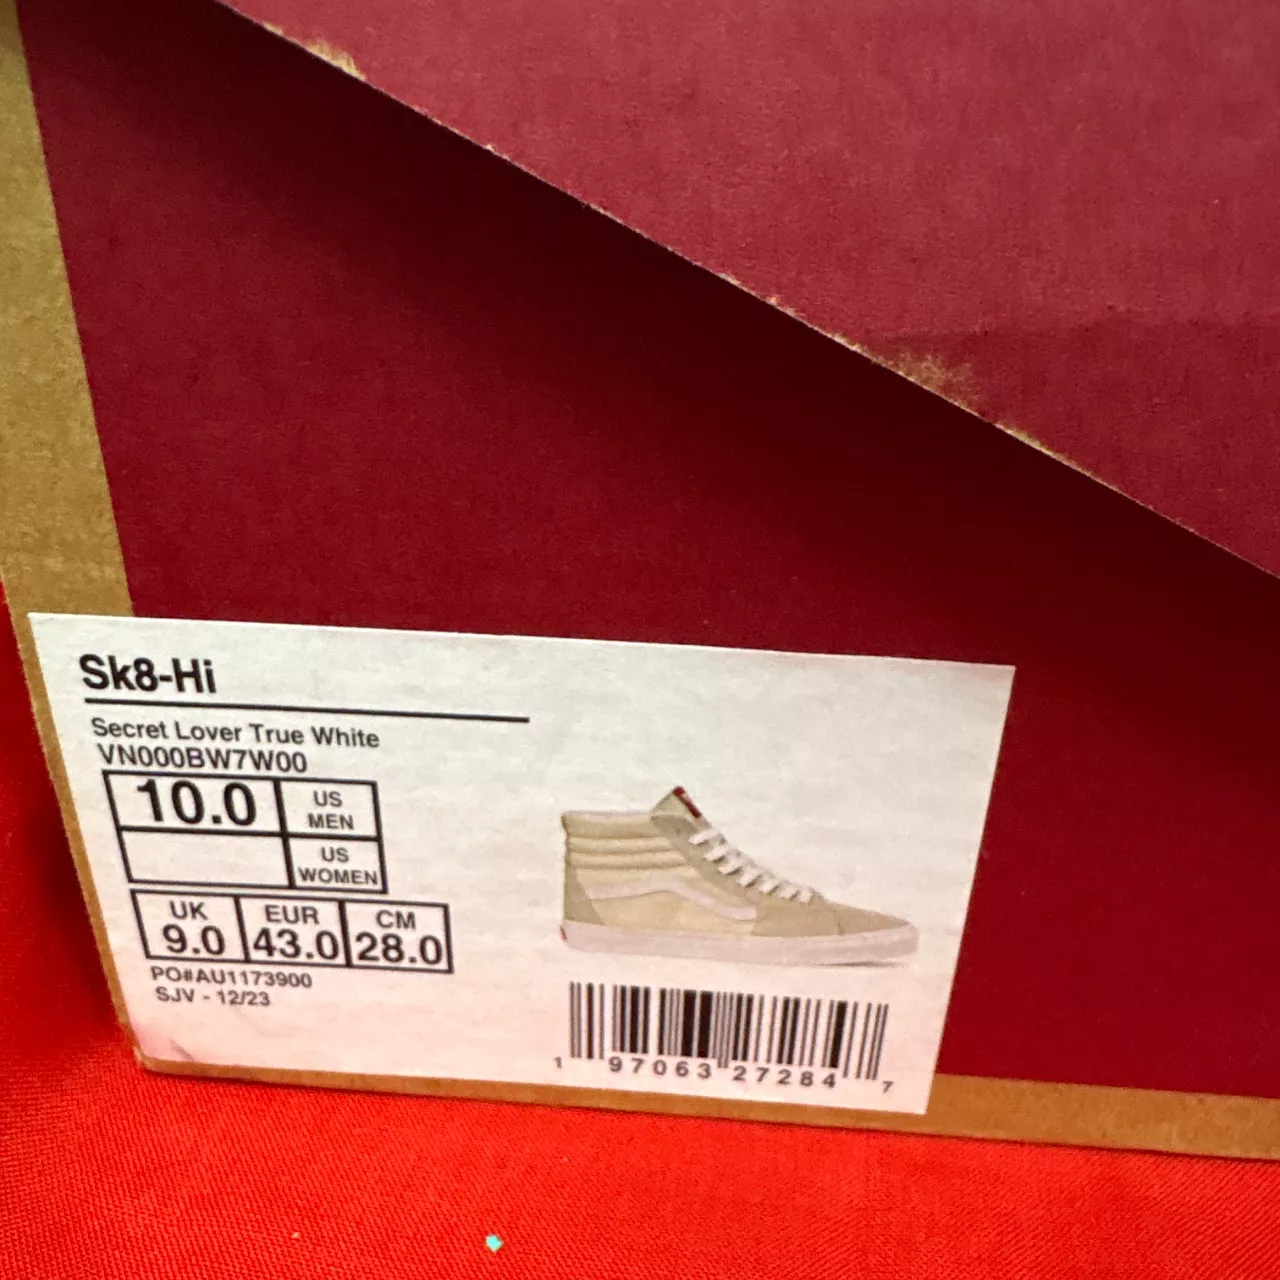 Sk8-Hi
Secret Lover True White
VN000BW7W00
10.0 US MEN
US WOMEN
UK EUR CM
9.0 43.0 28.0
PO#AU1173900
SJV - 12/23
1 97063 27284 7